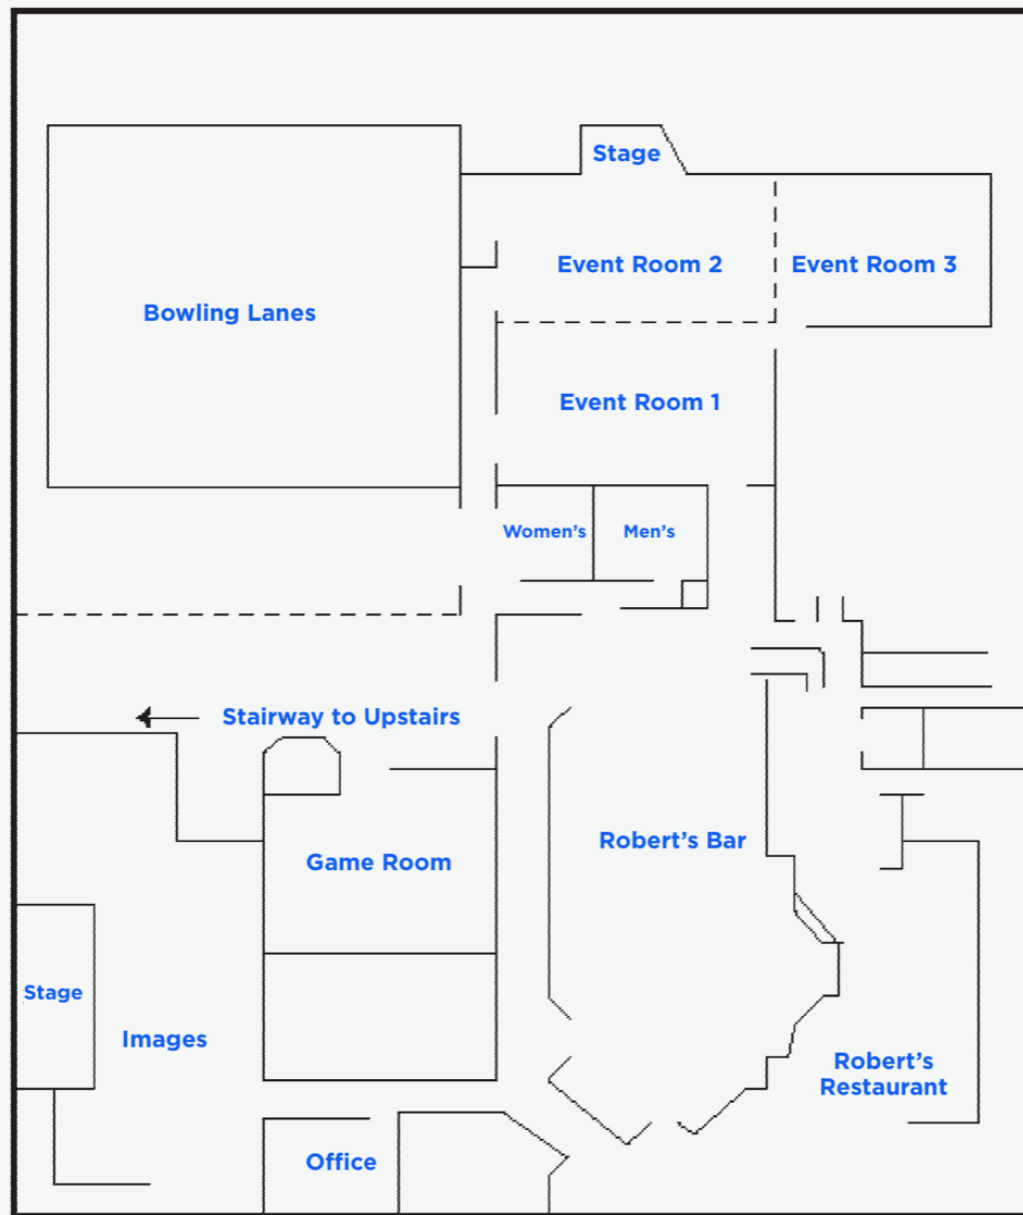 Stage
Event Room 2
Event Room 3
Bowling Lanes
Event Room 1
Women's
Men's
Stairway to Upstairs
Robert's Bar
Game Room
Stage
Images
Robert's
Restaurant
Office